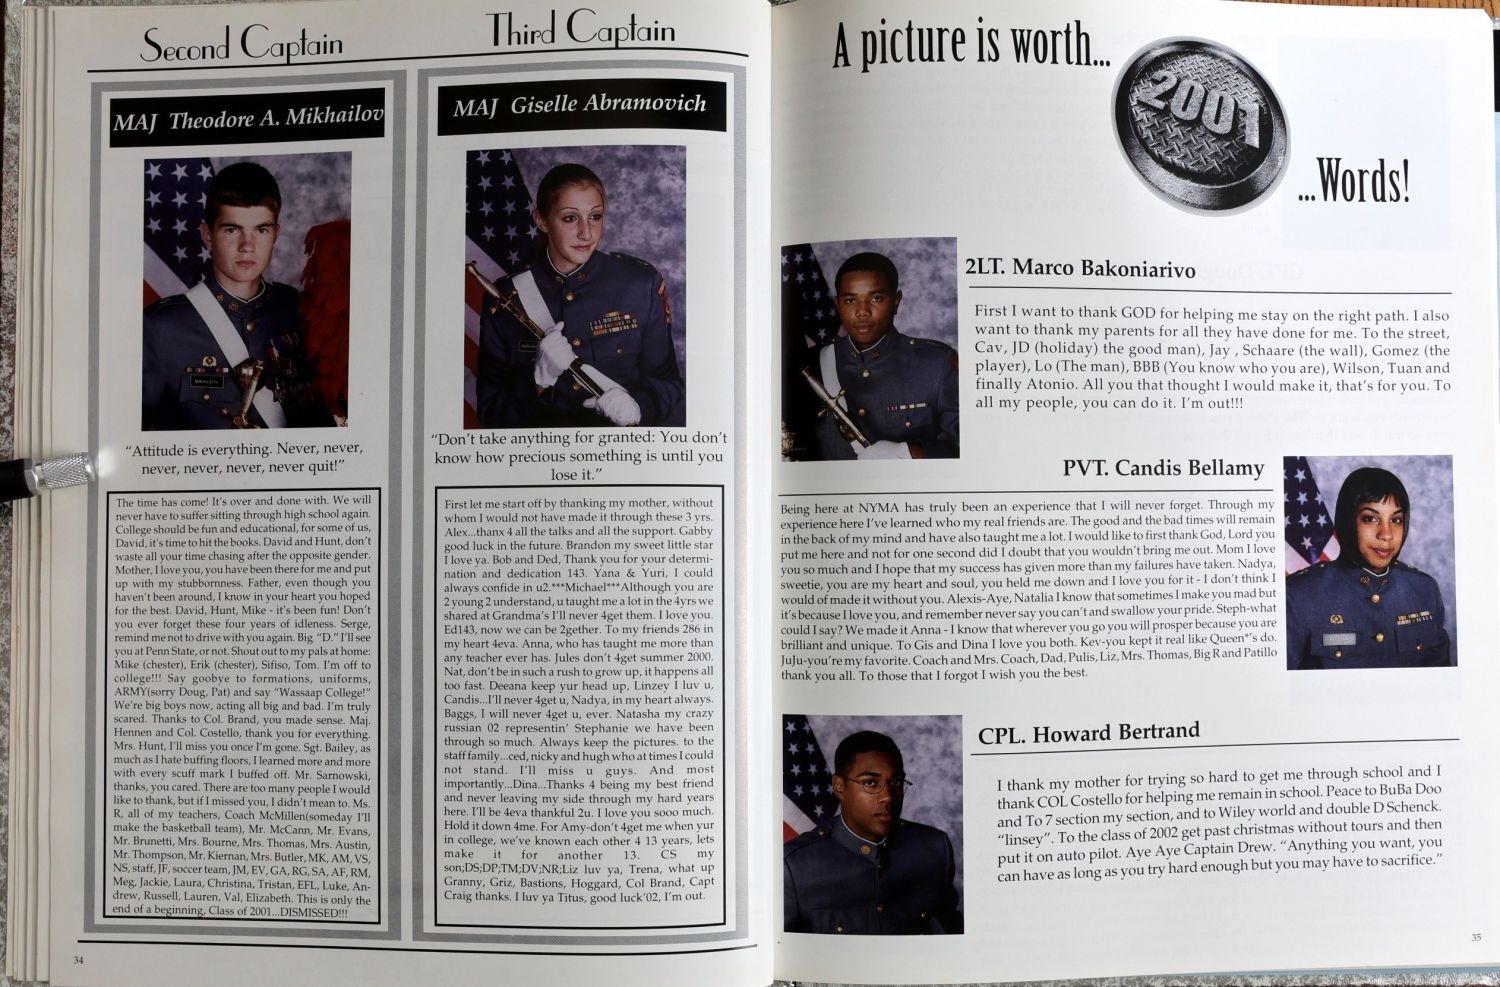 Second Captain
MAJ Theodore A. Mikhailov
MIKHAILOV
“Attitude is everything. Never, never,
never, never, never, never quit!”
The time has come! It’s over and done with. We will
never have to suffer sitting through high school again.
College should be fun and educational, for some of us,
David, it’s time to hit the books. David and Hunt, don’t
waste all your time chasing after the opposite gender.
Mother, I love you, you have been there for me and put
up with my stubbornness. Father, even though you
haven’t been around, I know in your heart you hoped
for the best. David, Hunt, Mike - it’s been fun! Don’t
you ever forget these four years of idleness. Serge,
remind me not to drive with you again. Big “D.” I’ll see
you at Penn State, or not. Shout out to my pals at home:
Mike (chester), Erik (chester), Sifiso, Tom. I’m off to
college!!! Say goobye to formations, uniforms,
ARMY(sorry Doug, Pat) and say “Wassaap College!”
We’re big boys now, acting all big and bad. I’m truly
scared. Thanks to Col. Brand, you made sense. Maj.
Hennen and Col. Costello, thank you for everything.
Mrs. Hunt, I’ll miss you once I’m gone. Sgt. Bailey, as
much as I hate buffing floors, I learned more and more
with every scuff mark I buffed off. Mr. Sarnowski,
thanks, you cared. There are too many people I would
like to thank, but if I missed you, I didn’t mean to. Ms.
R, all of my teachers, Coach McMillen(someday I’ll
make the basketball team), Mr. McCann, Mr. Evans,
Mr. Brunetti, Mrs. Bourne, Mrs. Thomas, Mrs. Austin,
Mr. Thompson, Mr. Kiernan, Mrs. Butler, MK, AM, VS,
NS, staff, JF, soccer team, JM, EV, GA, RG, SA, AF, RM,
Meg, Jackie, Laura, Christina, Tristan, EFL, Luke, An-
drew, Russell, Lauren, Val, Elizabeth. This is only the
end of a beginning, Class of 2001...DISMISSED!!!
34
Third Captain
MAJ Giselle Abramovich
“Don’t take anything for granted: You don’t
know how precious something is until you
lose it.”
First let me start off by thanking my mother, without
whom I would not have made it through these 3 yrs.
Alex...thanx 4 all the talks and all the support. Gabby
good luck in the future. Brandon my sweet little star
I love ya. Bob and Ded, Thank you for your determi-
nation and dedication 143. Yana & Yuri, I could
always confide in u2.***Michael***Although you are
2 young 2 understand, u taught me a lot in the 4yrs we
shared at Grandma’s I’ll never 4get them. I love you.
Ed143, now we can be 2gether. To my friends 286 in
my heart 4eva. Anna, who has taught me more than
any teacher ever has. Jules don’t 4get summer 2000.
Nat, don’t be in such a rush to grow up, it happens all
too fast. Deeana keep yur head up, Linzey I luv u,
Candis...I’ll never 4get u, Nadya, in my heart always.
Baggs, I will never 4get u, ever. Natasha my crazy
russian 02 representin’ Stephanie we have been
through so much. Always keep the pictures. to the
staff family...ced, nicky and hugh who at times I could
not stand. I’ll miss u guys. And most
importantly...Dina...Thanks 4 being my best friend
and never leaving my side through my hard years
here. I’ll be 4eva thankful 2u. I love you sooo much.
Hold it down 4me. For Amy-don’t 4get me when yur
in college, we’ve known each other 4 13 years, lets
make it for another 13. CS my
son;DS;DP;TM;DV;NR;Liz luv ya, Trena, what up
Granny, Griz, Bastions, Hoggard, Col Brand, Capt
Craig thanks. I luv ya Titus, good luck’02, I’m out.
A picture is worth...
2001
...Words!
2LT. Marco Bakoniarivo
First I want to thank GOD for helping me stay on the right path. I also
want to thank my parents for all they have done for me. To the street,
Cav, JD (holiday) the good man), Jay , Schaare (the wall), Gomez (the
player), Lo (The man), BBB (You know who you are), Wilson, Tuan and
finally Atonio. All you that thought I would make it, that’s for you. To
all my people, you can do it. I’m out!!!
PVT. Candis Bellamy
Being here at NYMA has truly been an experience that I will never forget. Through my
experience here I’ve learned who my real friends are. The good and the bad times will remain
in the back of my mind and have also taught me a lot. I would like to first thank God, Lord you
put me here and not for one second did I doubt that you wouldn’t bring me out. Mom I love
you so much and I hope that my success has given more than my failures have taken. Nadya,
sweetie, you are my heart and soul, you held me down and I love you for it - I don’t think I
would of made it without you. Alexis-Aye, Natalia I know that sometimes I make you mad but
it’s because I love you, and remember never say you can’t and swallow your pride. Steph-what
could I say? We made it Anna - I know that wherever you go you will prosper because you are
brilliant and unique. To Gis and Dina I love you both. Kev-you kept it real like Queen”s do.
JuJu-you’re my favorite. Coach and Mrs. Coach, Dad, Pulis, Liz, Mrs. Thomas, Big R and Patillo
thank you all. To those that I forgot I wish you the best.
CPL. Howard Bertrand
I thank my mother for trying so hard to get me through school and I
thank COL Costello for helping me remain in school. Peace to BuBa Doo
and To 7 section my section, and to Wiley world and double D Schenck.
“linsey”. To the class of 2002 get past christmas without tours and then
put it on auto pilot. Aye Aye Captain Drew. “Anything you want, you
can have as long as you try hard enough but you may have to sacrifice.”
35